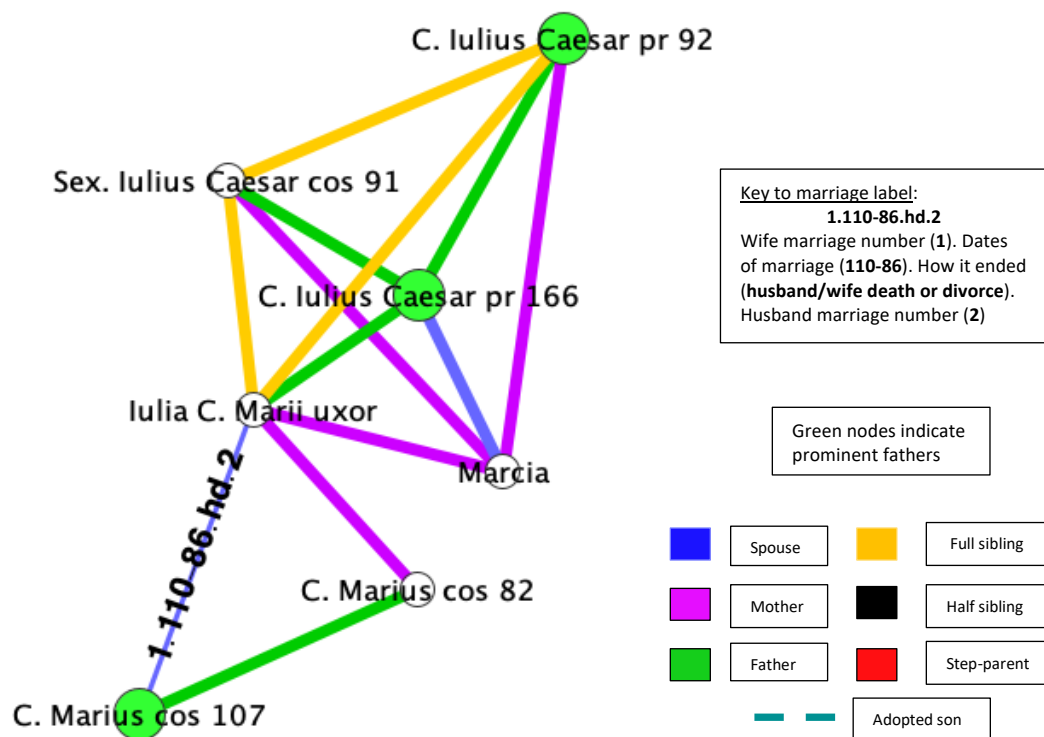 C. Iulius Caesar pr 92
Sex. Iulius Caesar cos 91
C. Iulius Caesar pr 166
Iulia C. Marii uxor
Marcia
1.110-86.hd.2
C. Marius cos 82
C. Marius cos 107
Key to marriage label:
1.110-86.hd.2
Wife marriage number (1). Dates
of marriage (110-86). How it ended
(husband/wife death or divorce).
Husband marriage number (2)
Green nodes indicate
prominent fathers
Spouse
Full sibling
Mother
Half sibling
Father
Step-parent
Adopted son